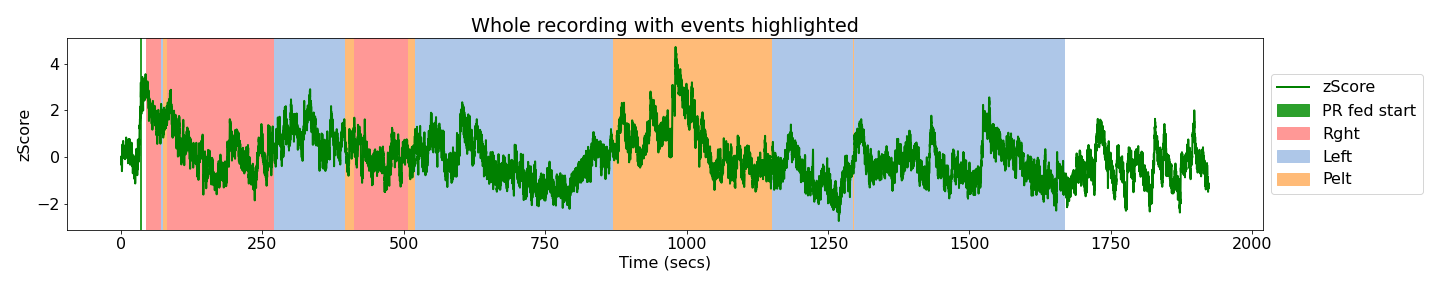 Whole recording with events highlighted
zScore
4
2
0
−2
0
250
500
750
1000
1250
1500
1750
2000
Time (secs)
zScore
PR fed start
Rght
Left
Pelt